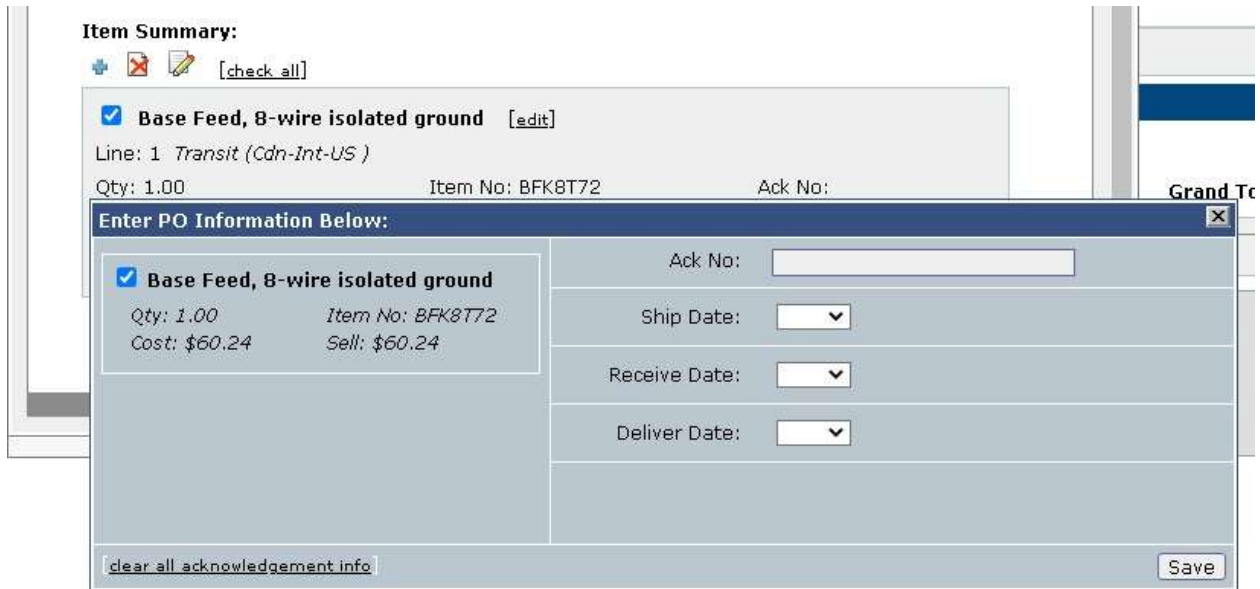 Item Summary:
[check all]
Base Feed, 8-wire isolated ground [edit]
Line: 1 Transit (Cdn-Int-US )
Qty: 1.00 Item No: BFK8T72 Ack No:
Grand To
Enter PO Information Below:
Base Feed, 8-wire isolated ground
Qty: 1.00 Item No: BFK8T72
Cost: $60.24 Sell: $60.24
Ack No:
Ship Date:
Receive Date:
Deliver Date:
[clear all acknowledgement info]
Save